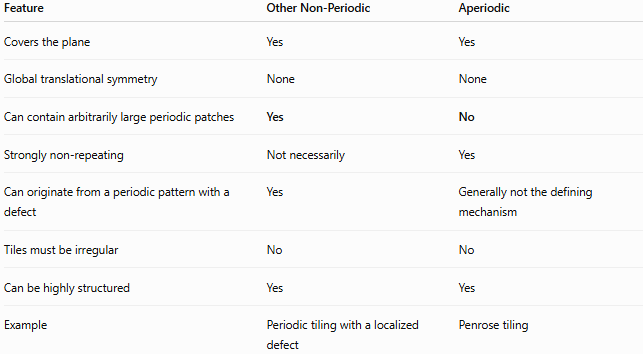 Feature Other Non-Periodic Aperiodic
Covers the plane Yes Yes
Global translational symmetry None None
Can contain arbitrarily large periodic patches Yes No
Strongly non-repeating Not necessarily Yes
Can originate from a periodic pattern with a Yes Generally not the defining
defect mechanism
Tiles must be irregular No No
Can be highly structured Yes Yes
Example Periodic tiling with a localized Penrose tiling
defect